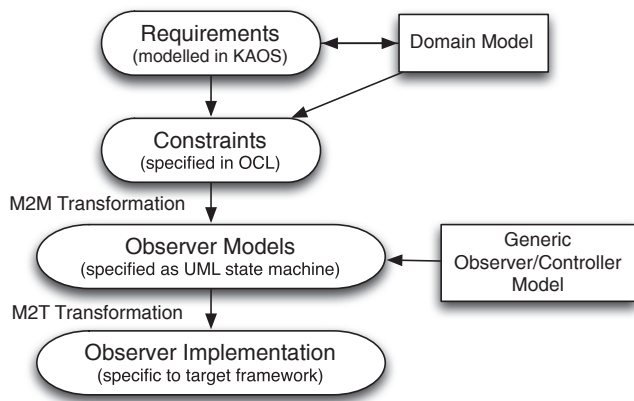 Requirements
(modelled in KAOS)
Domain Model
Constraints
(specified in OCL)
M2M Transformation
Observer Models
(specified as UML state machine)
Generic
Observer/Controller
Model
M2T Transformation
Observer Implementation
(specific to target framework)